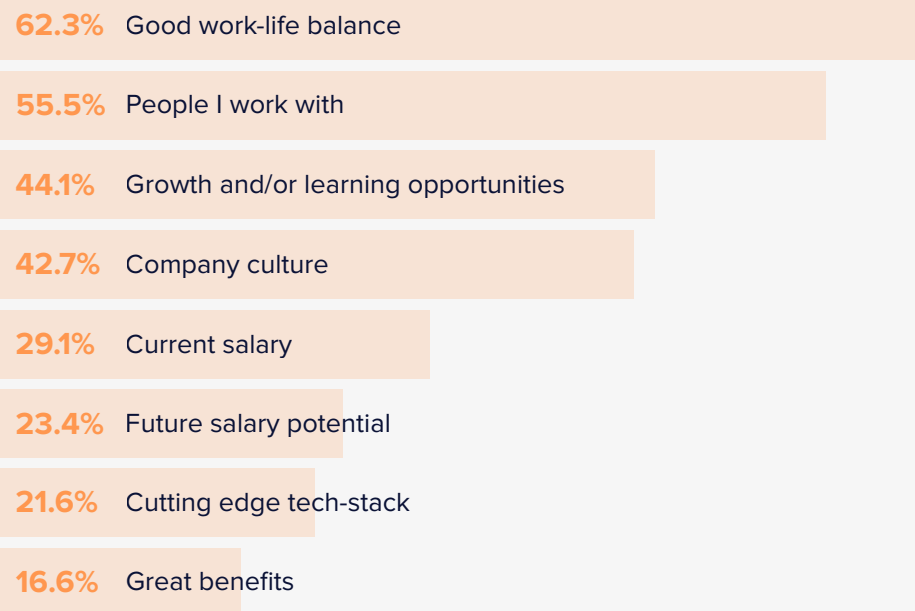 62.3% Good work-life balance
55.5% People I work with
44.1% Growth and/or learning opportunities
42.7% Company culture
29.1% Current salary
23.4% Future salary potential
21.6% Cutting edge tech-stack
16.6% Great benefits